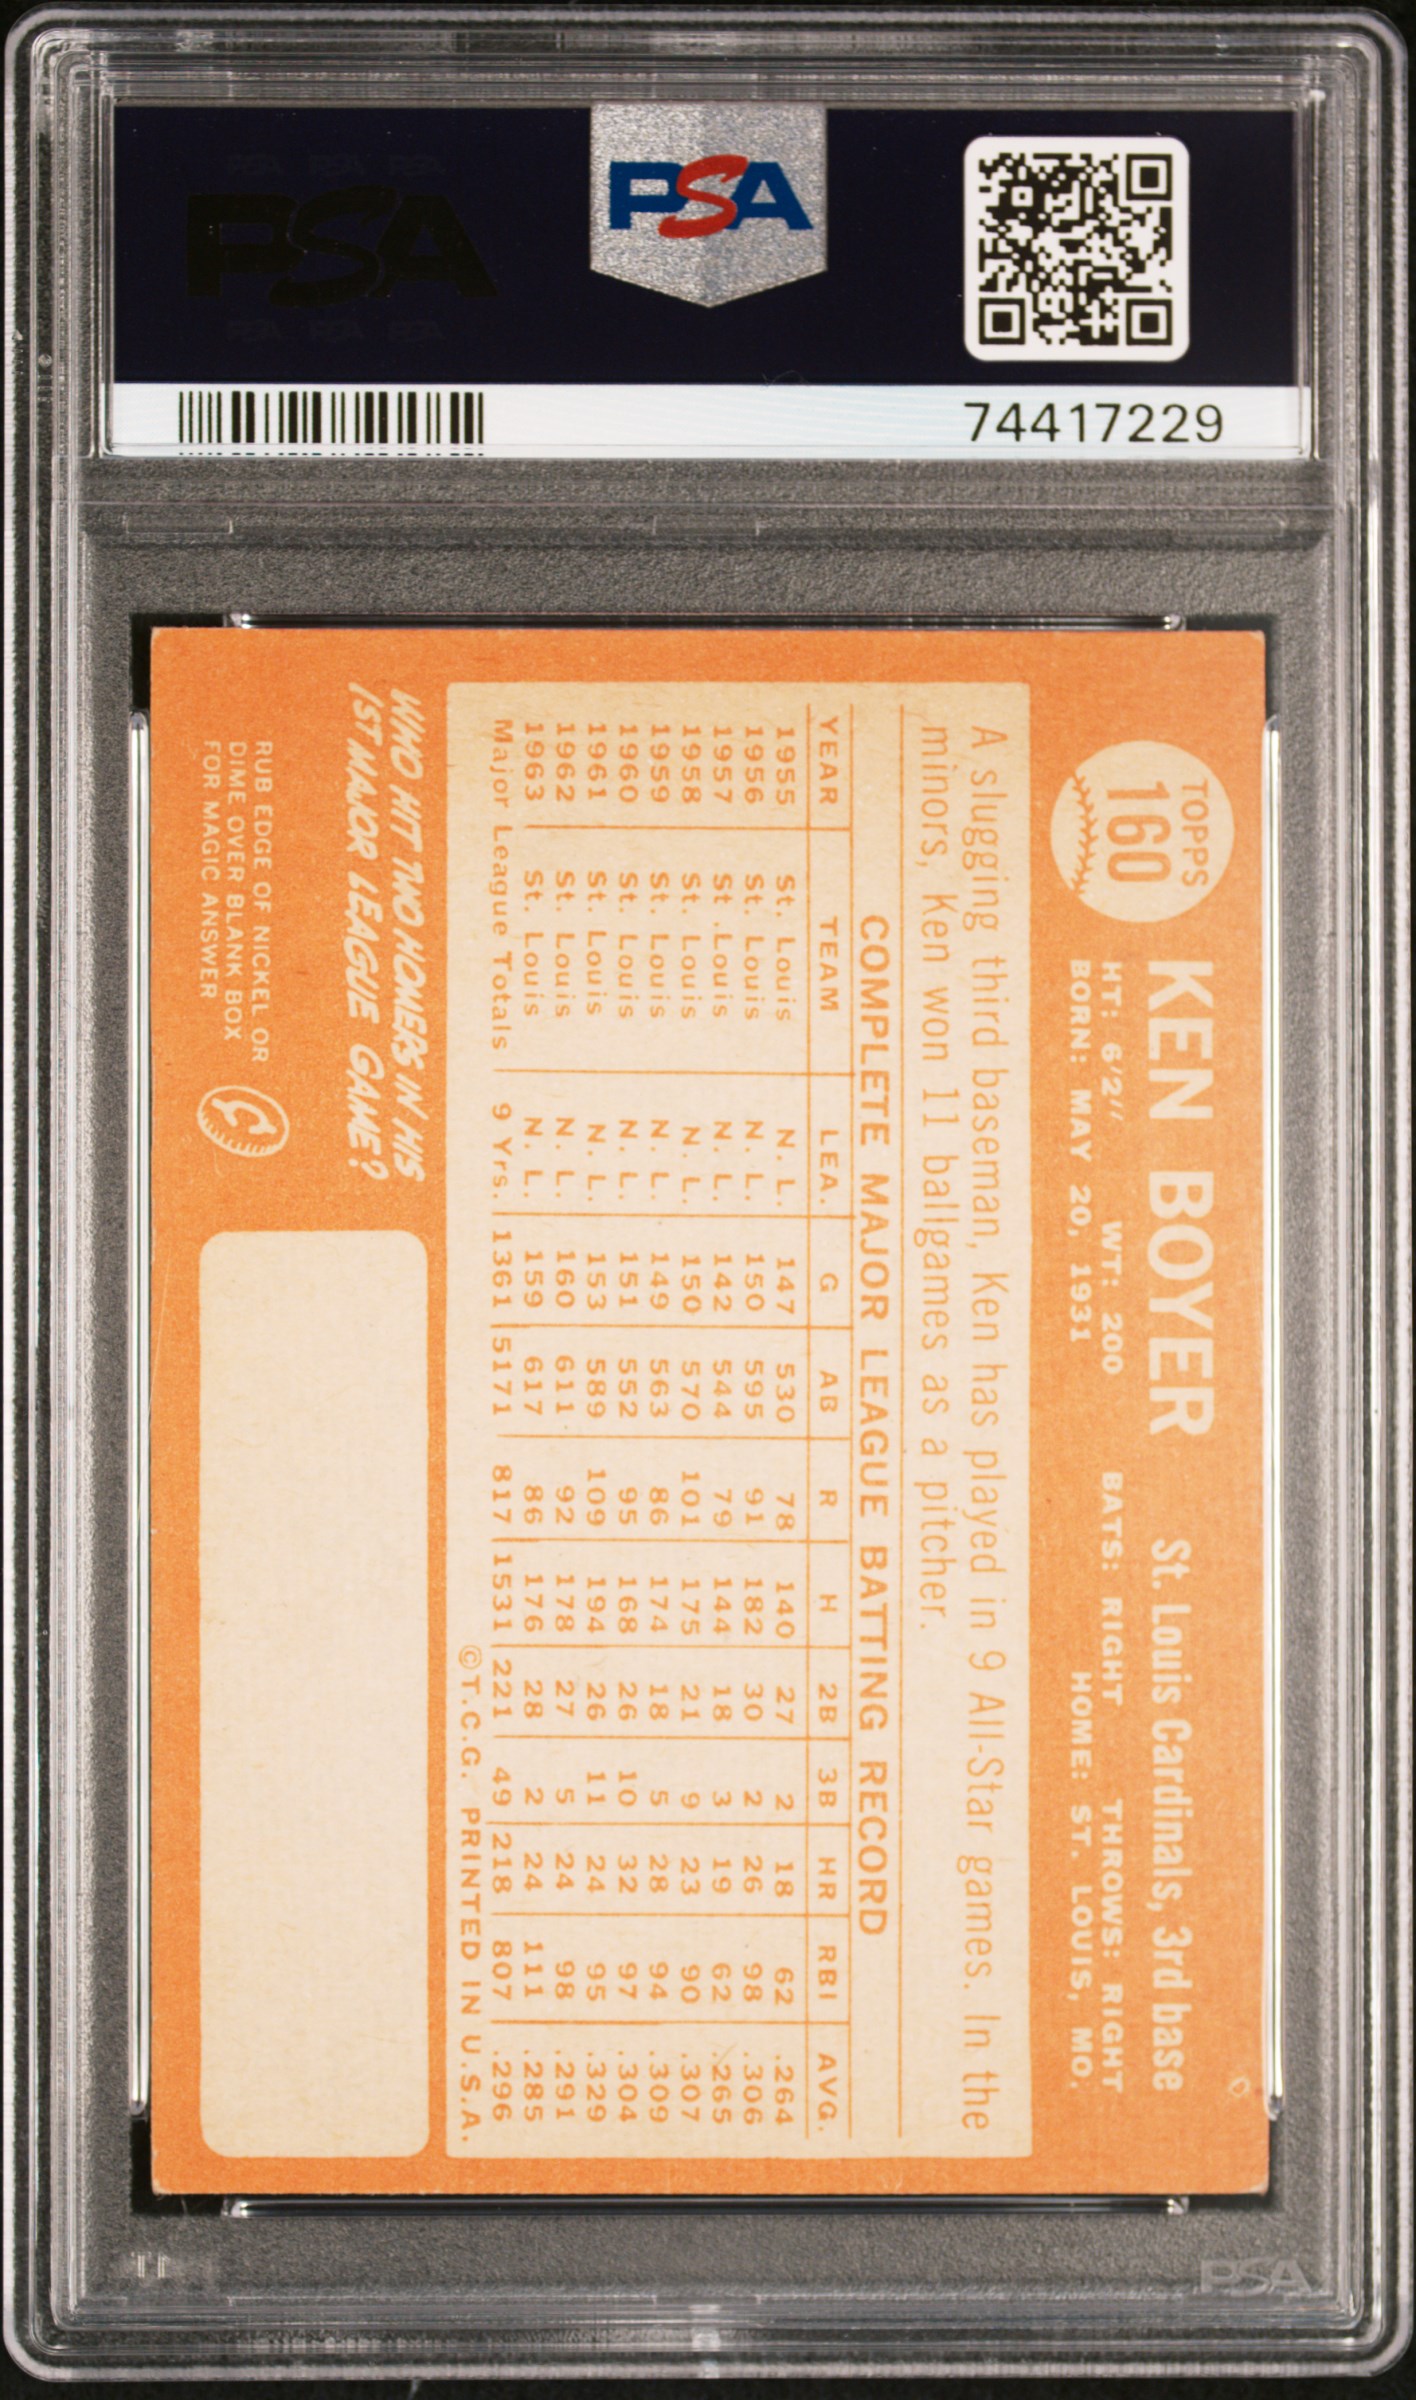 PSA
PSA
74417229
TOPPS
160
KEN BOYER St. Louis Cardinals, 3rd base
HT: 6'2" WT: 200 BATS: RIGHT THROWS: RIGHT
BORN: MAY 20, 1931 HOME: ST. LOUIS, MO.
A slugging third baseman, Ken has played in 9 All-Star games. In the
minors, Ken won 11 ballgames as a pitcher.
COMPLETE MAJOR LEAGUE BATTING RECORD
YEAR TEAM LEA. G AB R H 2B 3B HR RBI AVG.
1955 St. Louis N. L. 147 530 78 140 27 2 18 62 .264
1956 St. Louis N. L. 150 595 91 182 30 2 26 98 .306
1957 St .Louis N. L. 142 544 79 144 18 3 19 62 .265
1958 St. Louis N. L. 150 570 101 175 21 9 23 90 .307
1959 St. Louis N. L. 149 563 86 174 18 5 28 94 .309
1960 St. Louis N. L. 151 552 95 168 26 10 32 97 .304
1961 St. Louis N. L. 153 589 109 194 26 11 24 95 .329
1962 St. Louis N. L. 160 611 92 178 27 5 24 98 .291
1963 St. Louis N. L. 159 617 86 176 28 2 24 111 .285
Major League Totals 9 Yrs. 1361 5171 817 1531 221 49 218 807 .296
©T.C.G. PRINTED IN U.S.A.
WHO HIT TWO HOMERS IN HIS
1ST MAJOR LEAGUE GAME?
RUB EDGE OF NICKEL OR
DIME OVER BLANK BOX
FOR MAGIC ANSWER
PSA